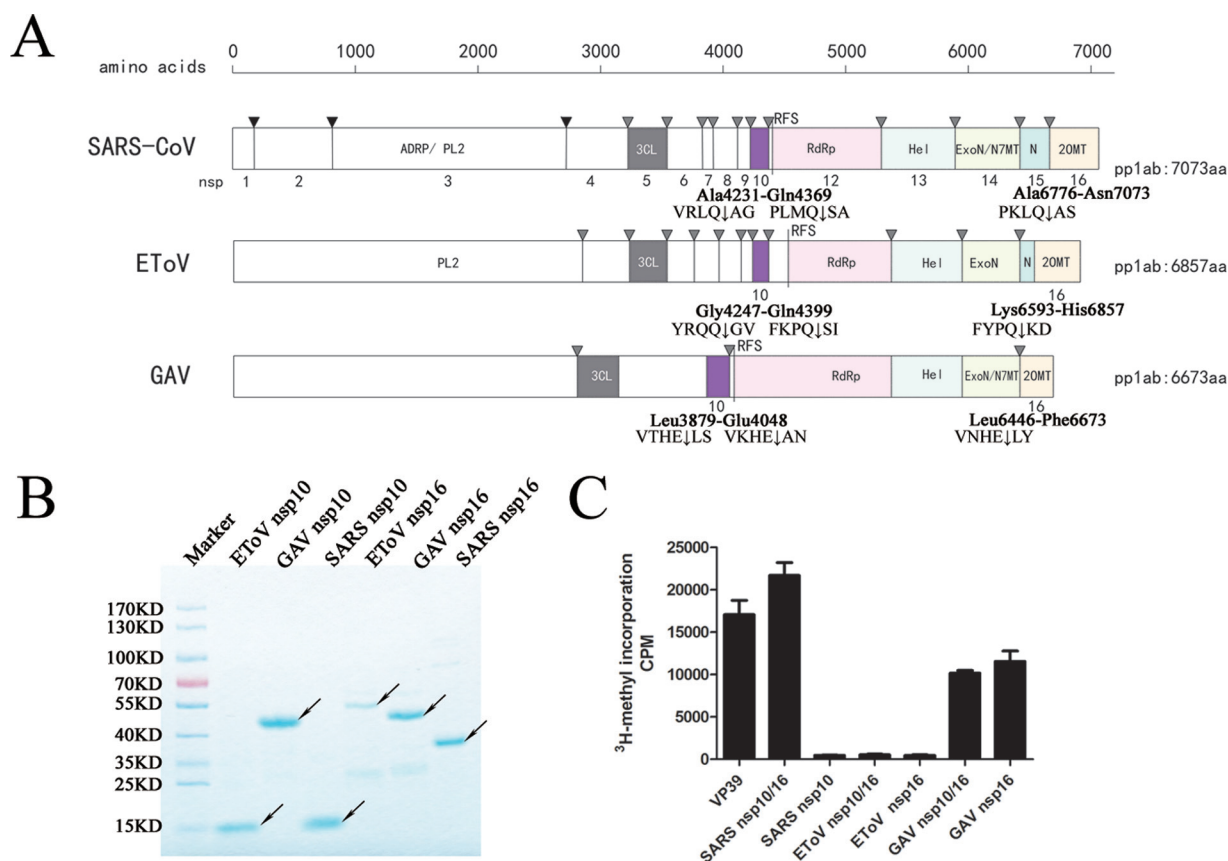 A
0 1000 2000 3000 4000 5000 6000 7000
amino acids
SARS-CoV
ADRP/ PL2 3CL RFS RdRp Hel ExoN/N7MT N 2OMT
nsp 1 2 3 4 5 6 7 8 9 10 12 13 14 15 16
pp1ab:7073aa
Ala4231-Gln4369 Ala6776-Asn7073
VRLQ↓AG PLMQ↓SA PKLQ↓AS
EToV
PL2 3CL RFS RdRp Hel ExoN N 2OMT
pp1ab:6857aa
10 16
Gly4247-Gln4399 Lys6593-His6857
YRQQ↓GV FKPQ↓SI FYPQ↓KD
GAV
3CL RFS RdRp Hel ExoN/N7MT 2OMT
pp1ab:6673aa
10 16
Leu3879-Glu4048 Leu6446-Phe6673
VTHE↓LS VKHE↓AN VNHE↓LY
B
Marker
EToV nsp10
GAV nsp10
SARS nsp10
EToV nsp16
GAV nsp16
SARS nsp16
170KD
130KD
100KD
70KD
55KD
40KD
35KD
25KD
15KD
C
³H-methyl incorporation
CPM
25000
20000
15000
10000
5000
0
VP39
SARS nsp10/16
SARS nsp10
EToV nsp10/16
EToV nsp16
GAV nsp10/16
GAV nsp16